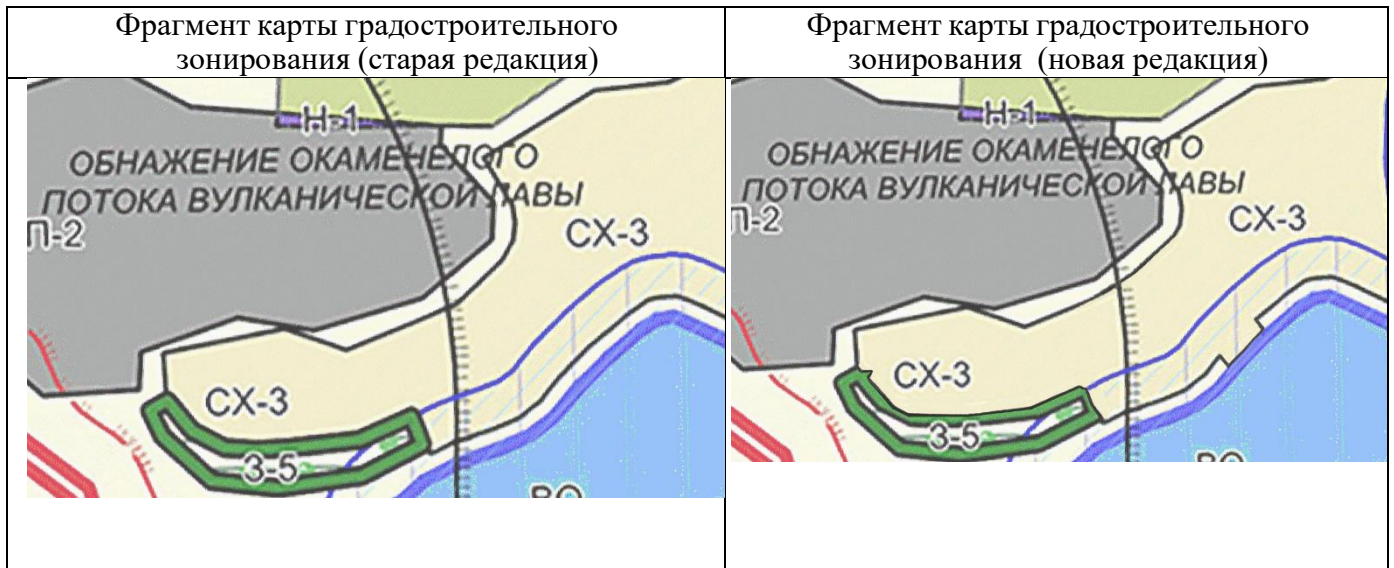 Фрагмент карты градостроительного
зонирования (старая редакция)
Фрагмент карты градостроительного
зонирования (новая редакция)
Н-1
ОБНАЖЕНИЕ ОКАМЕНЕЛОГО
ПОТОКА ВУЛКАНИЧЕСКОЙ ЛАВЫ
П-2
СХ-3
СХ-3
З-5
ВО
Н-1
ОБНАЖЕНИЕ ОКАМЕНЕЛОГО
ПОТОКА ВУЛКАНИЧЕСКОЙ ЛАВЫ
П-2
СХ-3
СХ-3
З-5